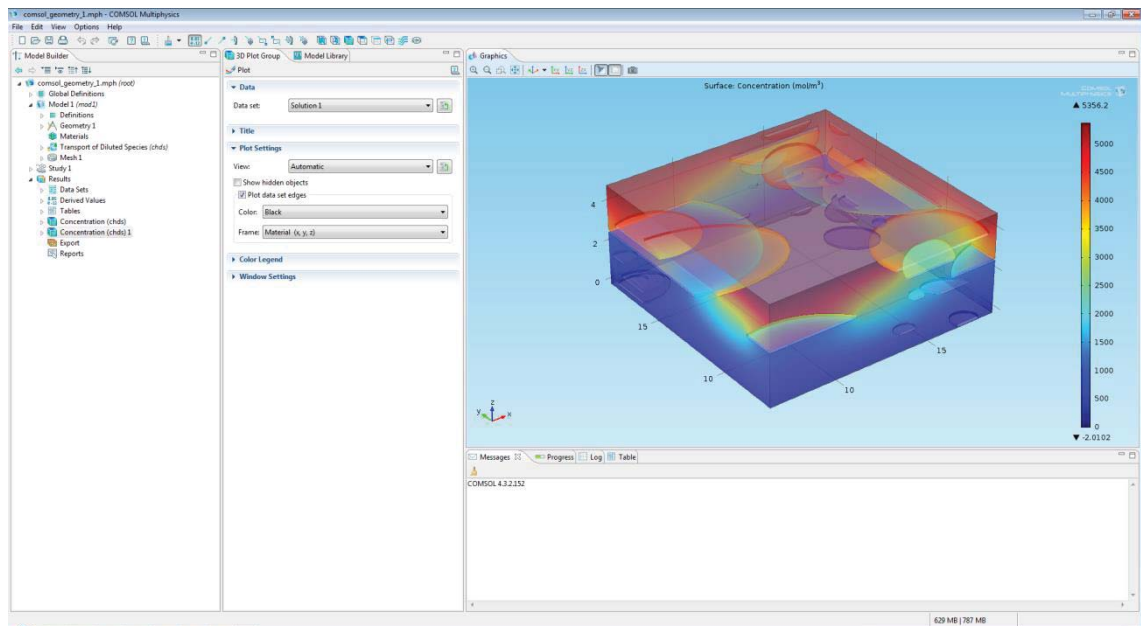 comsol_geometry_1.mph - COMSOL Multiphysics
File Edit View Options Help
Model Builder
comsol_geometry_1.mph (root)
Global Definitions
Model 1 (mod1)
Definitions
Geometry 1
Materials
Transport of Diluted Species (chds)
Mesh 1
Study 1
Results
Data Sets
Derived Values
Tables
Concentration (chds)
Concentration (chds) 1
Export
Reports
3D Plot Group Model Library
Plot
Data
Data set: Solution 1
Title
Plot Settings
View: Automatic
Show hidden objects
Plot data set edges
Color: Black
Frame: Material (x, y, z)
Color Legend
Window Settings
Graphics
Surface: Concentration (mol/m³)
COMSOL
MULTIPHYSICS
▲ 5356.2
5000
4500
4000
3500
3000
2500
2000
1500
1000
500
0
▼ -2.0102
4
2
0
15
10
15
10
z
y x
Messages Progress Log Table
COMSOL 4.3.2.152
629 MB | 787 MB